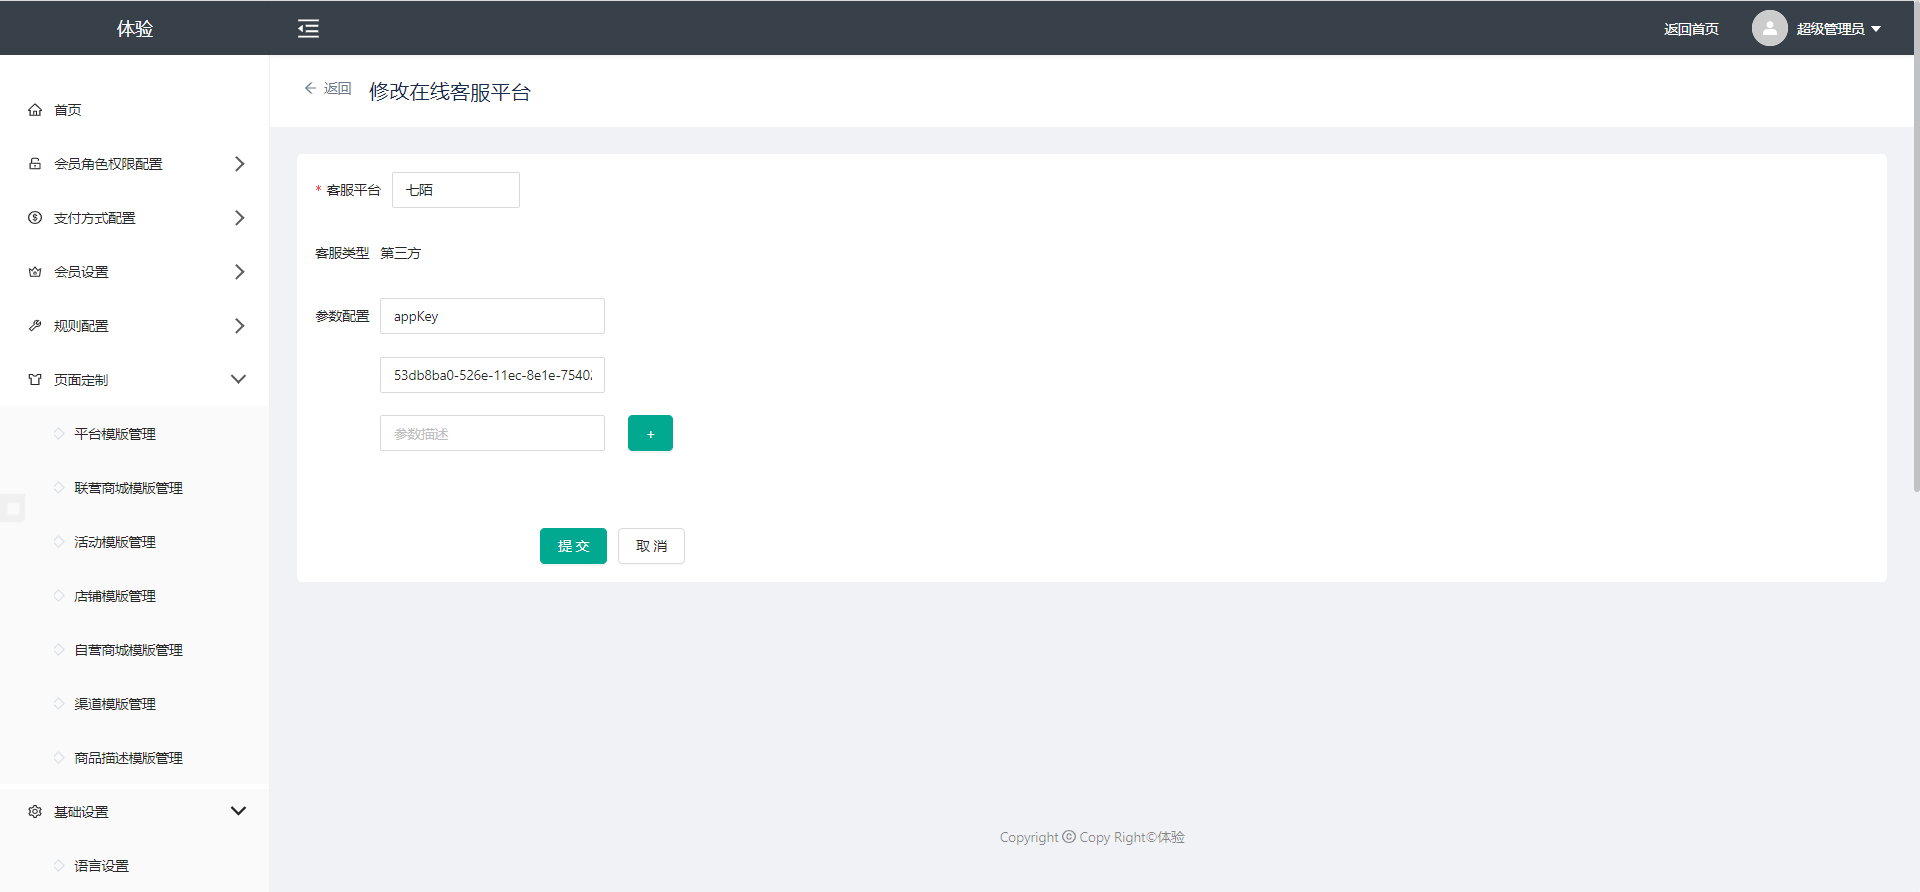 体验
返回首页
超级管理员
首页
会员角色权限配置
支付方式配置
会员设置
规则配置
页面定制
平台模版管理
联营商城模版管理
活动模版管理
店铺模版管理
自营商城模版管理
渠道模版管理
商品描述模版管理
基础设置
语言设置
返回 修改在线客服平台
* 客服平台 七陌
客服类型 第三方
参数配置 appKey
53db8ba0-526e-11ec-8e1e-7540
参数描述 +
提交 取消
Copyright © Copy Right©体验